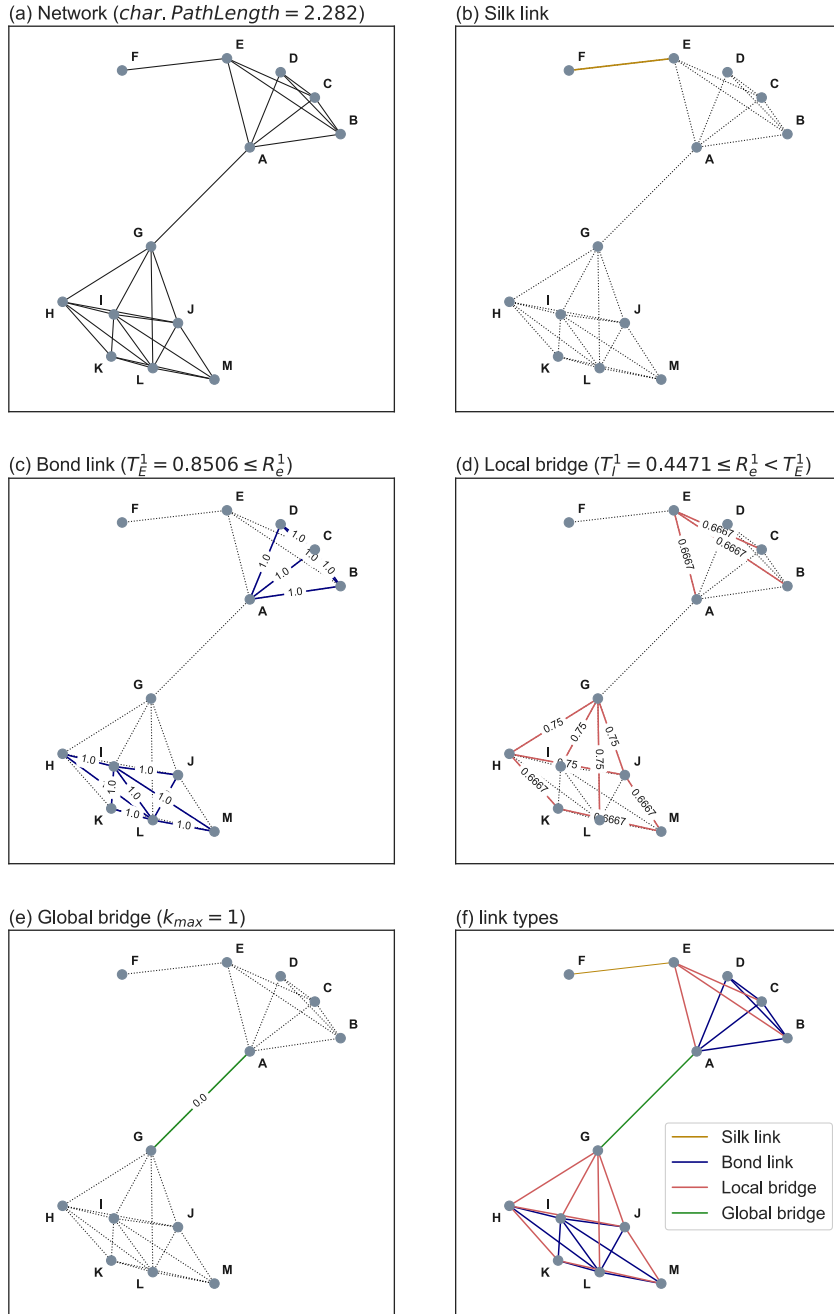 (a) Network (char. PathLength = 2.282)
(b) Silk link
F
E
D
C
B
A
G
H
I
J
K
L
M
F
E
D
C
B
A
G
H
I
J
K
L
M
(c) Bond link (T_E^1 = 0.8506 ≤ R_e^1)
(d) Local bridge (T_I^1 = 0.4471 ≤ R_e^1 < T_E^1)
F
E
D
1.0
C
1.0
1.0
1.0
B
1.0
A
G
H
I
J
1.0
1.0
1.0
1.0
1.0
K
1.0
L
1.0
M
F
E
D
C
0.6667
0.6667
0.6667
B
A
G
0.75
0.75
0.75
0.75
H
I
0.75
J
0.6667
0.6667
K
L
0.6667
M
(e) Global bridge (k_max = 1)
(f) link types
F
E
D
C
B
A
0.0
G
H
I
J
K
L
M
F
E
D
C
B
A
G
H
I
J
K
L
M
Silk link
Bond link
Local bridge
Global bridge